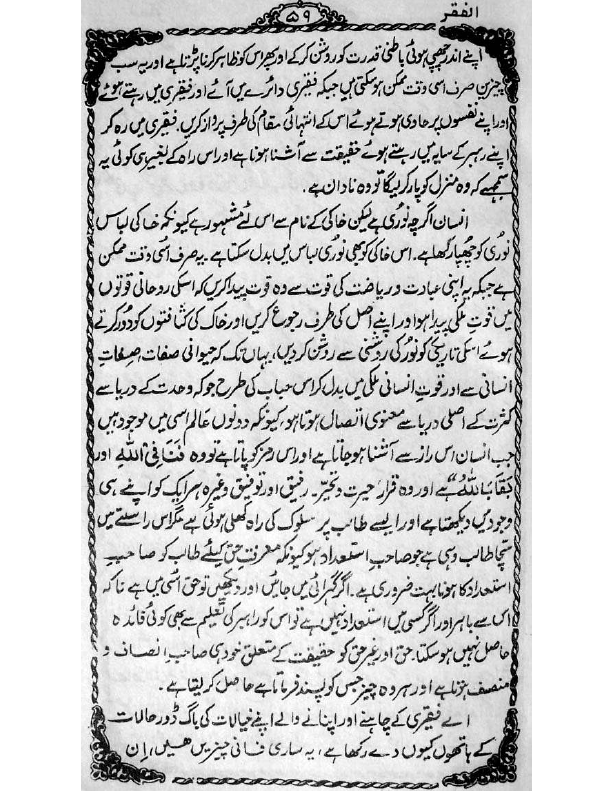 الفقر
۵۹
اپنے اندر چھپی ہوئی باطنی قدرت کو روشن کر کے اور پھر اس کو ظاہر کرنا پڑتا ہے اور یہ سب
چیزیں صرف اسی وقت ممکن ہو سکتی ہیں جبکہ فقیری دائرے میں آئے اور فقیری میں رہتے ہوئے
اور اپنے نفسوں پر حاوی ہوتے ہوئے اس کے انتہائی مقام کی طرف پرواز کریں. فقیری میں رہ کر
اپنے رہبر کے سایہ میں رہتے ہوئے حقیقت سے آشنا ہونا ہے اور اس راہ کے بغیر ہی کوئی یہ
سمجھے کہ وہ منزل کو پار کر لیگا تو وہ نادان ہے.
انسان اگرچہ نوری ہے لیکن خاکی کے نام سے اس لئے مشہور ہے کیونکہ خاکی لباس
نوری کو چھپا رکھا ہے. اس خاکی کو بھی نوری لباس میں بدل سکتا ہے. یہ صرف اسی وقت ممکن
ہے جبکہ یہ اپنی عبادت و ریاضت کی قوت سے وہ قوت پیدا کریں کہ اسکی روحانی قوتوں
میں قوتِ ملکی پیدا ہو اور اپنے اصل کی طرف رجوع کریں اور خاک کی کثافتوں کو دور کرتے
ہوئے اسکی تاریکی کو نور کی روشنی سے روشن کر دیں، یہاں تک کہ حیوانی صفات، صفات
انسانی سے اور قوتِ انسانی ملکی میں بدل کر اس حباب کی طرح جو کہ وحدت کے دریا سے
کثرت کے اصلی دریا سے معنوی اتصال ہوتا ہو، کیونکہ دونوں عالم اسی میں موجود ہیں
جب انسان اس راز سے آشنا ہو جاتا ہے اور اس رمز کو پاتا ہے تو وہ فَنَا فِی اللہ اور
بَقَا بِاللہُ" ہے اور وہ قرار، حیرت و تحیّر - رفیق اور توفیق وغیرہ ہر ایک کو اپنے ہی
وجود میں دیکھتا ہے اور ایسے طالب پر سلوک کی راہ کھلی ہوئی ہے مگر اس راستے میں
سچا طالب وہی ہے جو صاحبِ استعداد ہو کیونکہ معرفتِ حق کیلئے طالب کو صاحبِ
استعداد کا ہونا بہت ضروری ہے. اگر گہرائی میں جائیں اور دیکھیں تو حق اسی میں ہے نا کہ
اس سے باہر اور اگر کسی میں استعداد نہیں ہے تو اس کو راہبر کی تعلیم سے بھی کوئی فائدہ
حاصل نہیں ہو سکتا. حق اور غیر حق کو حقیقت کے متعلق خود ہی صاحبِ انصاف و
منصف ہوتا ہے اور ہر وہ چیز جس کو پسند فرماتا ہے حاصل کر لیتا ہے.
اے فقیری کے چاہنے اور اپنانے والے اپنے خیالات کی باگ ڈور حالات
کے ہاتھوں کیوں دے رکھا ہے، یہ ساری فانی چیزیں ھیں، اِن